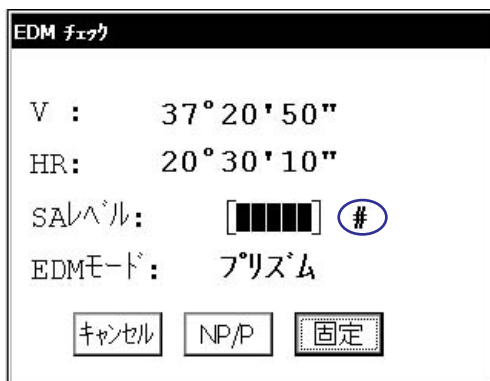 EDM ﾁｪｯｸ
V : 37°20'50"
HR: 20°30'10"
SAﾚﾍﾞﾙ: [█████] #
EDMﾓｰﾄﾞ: ﾌﾟﾘｽﾞﾑ
ｷｬﾝｾﾙ NP/P 固定